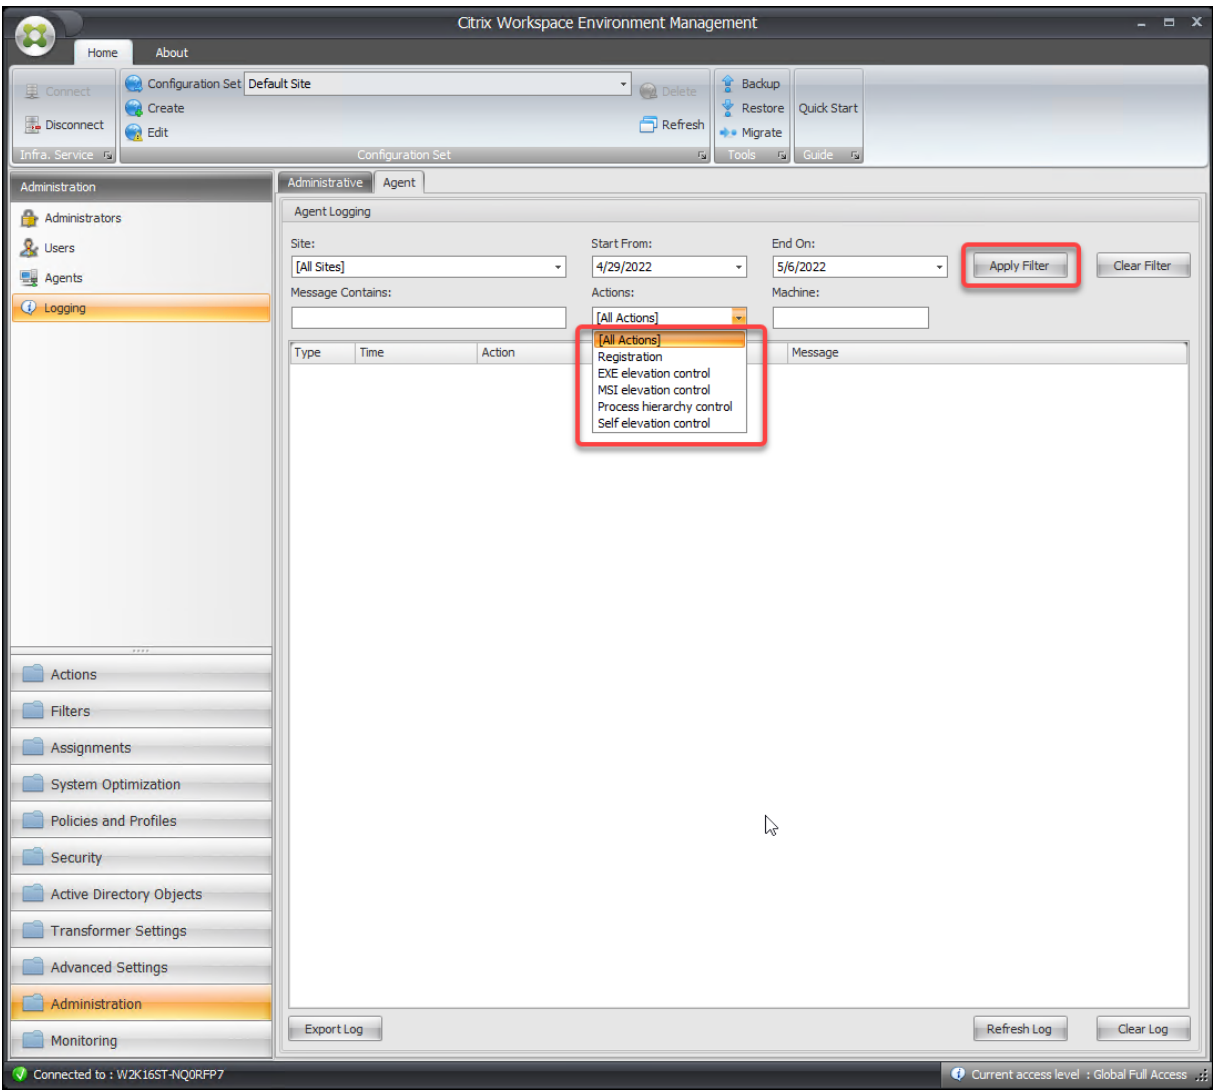 Citrix Workspace Environment Management
Home About
Connect
Disconnect
Infra. Service
Configuration Set Default Site
Create
Edit
Delete
Refresh
Configuration Set
Backup
Restore
Migrate
Tools
Quick Start
Guide
Administration
Administrators
Users
Agents
Logging
Administrative Agent
Agent Logging
Site: Start From: End On:
[All Sites] 4/29/2022 5/6/2022 Apply Filter Clear Filter
Message Contains: Actions: Machine:
[All Actions]
Type Time Action Message
[All Actions]
Registration
EXE elevation control
MSI elevation control
Process hierarchy control
Self elevation control
Actions
Filters
Assignments
System Optimization
Policies and Profiles
Security
Active Directory Objects
Transformer Settings
Advanced Settings
Administration
Monitoring
Export Log Refresh Log Clear Log
Connected to : W2K16ST-NQ0RFP7 Current access level : Global Full Access